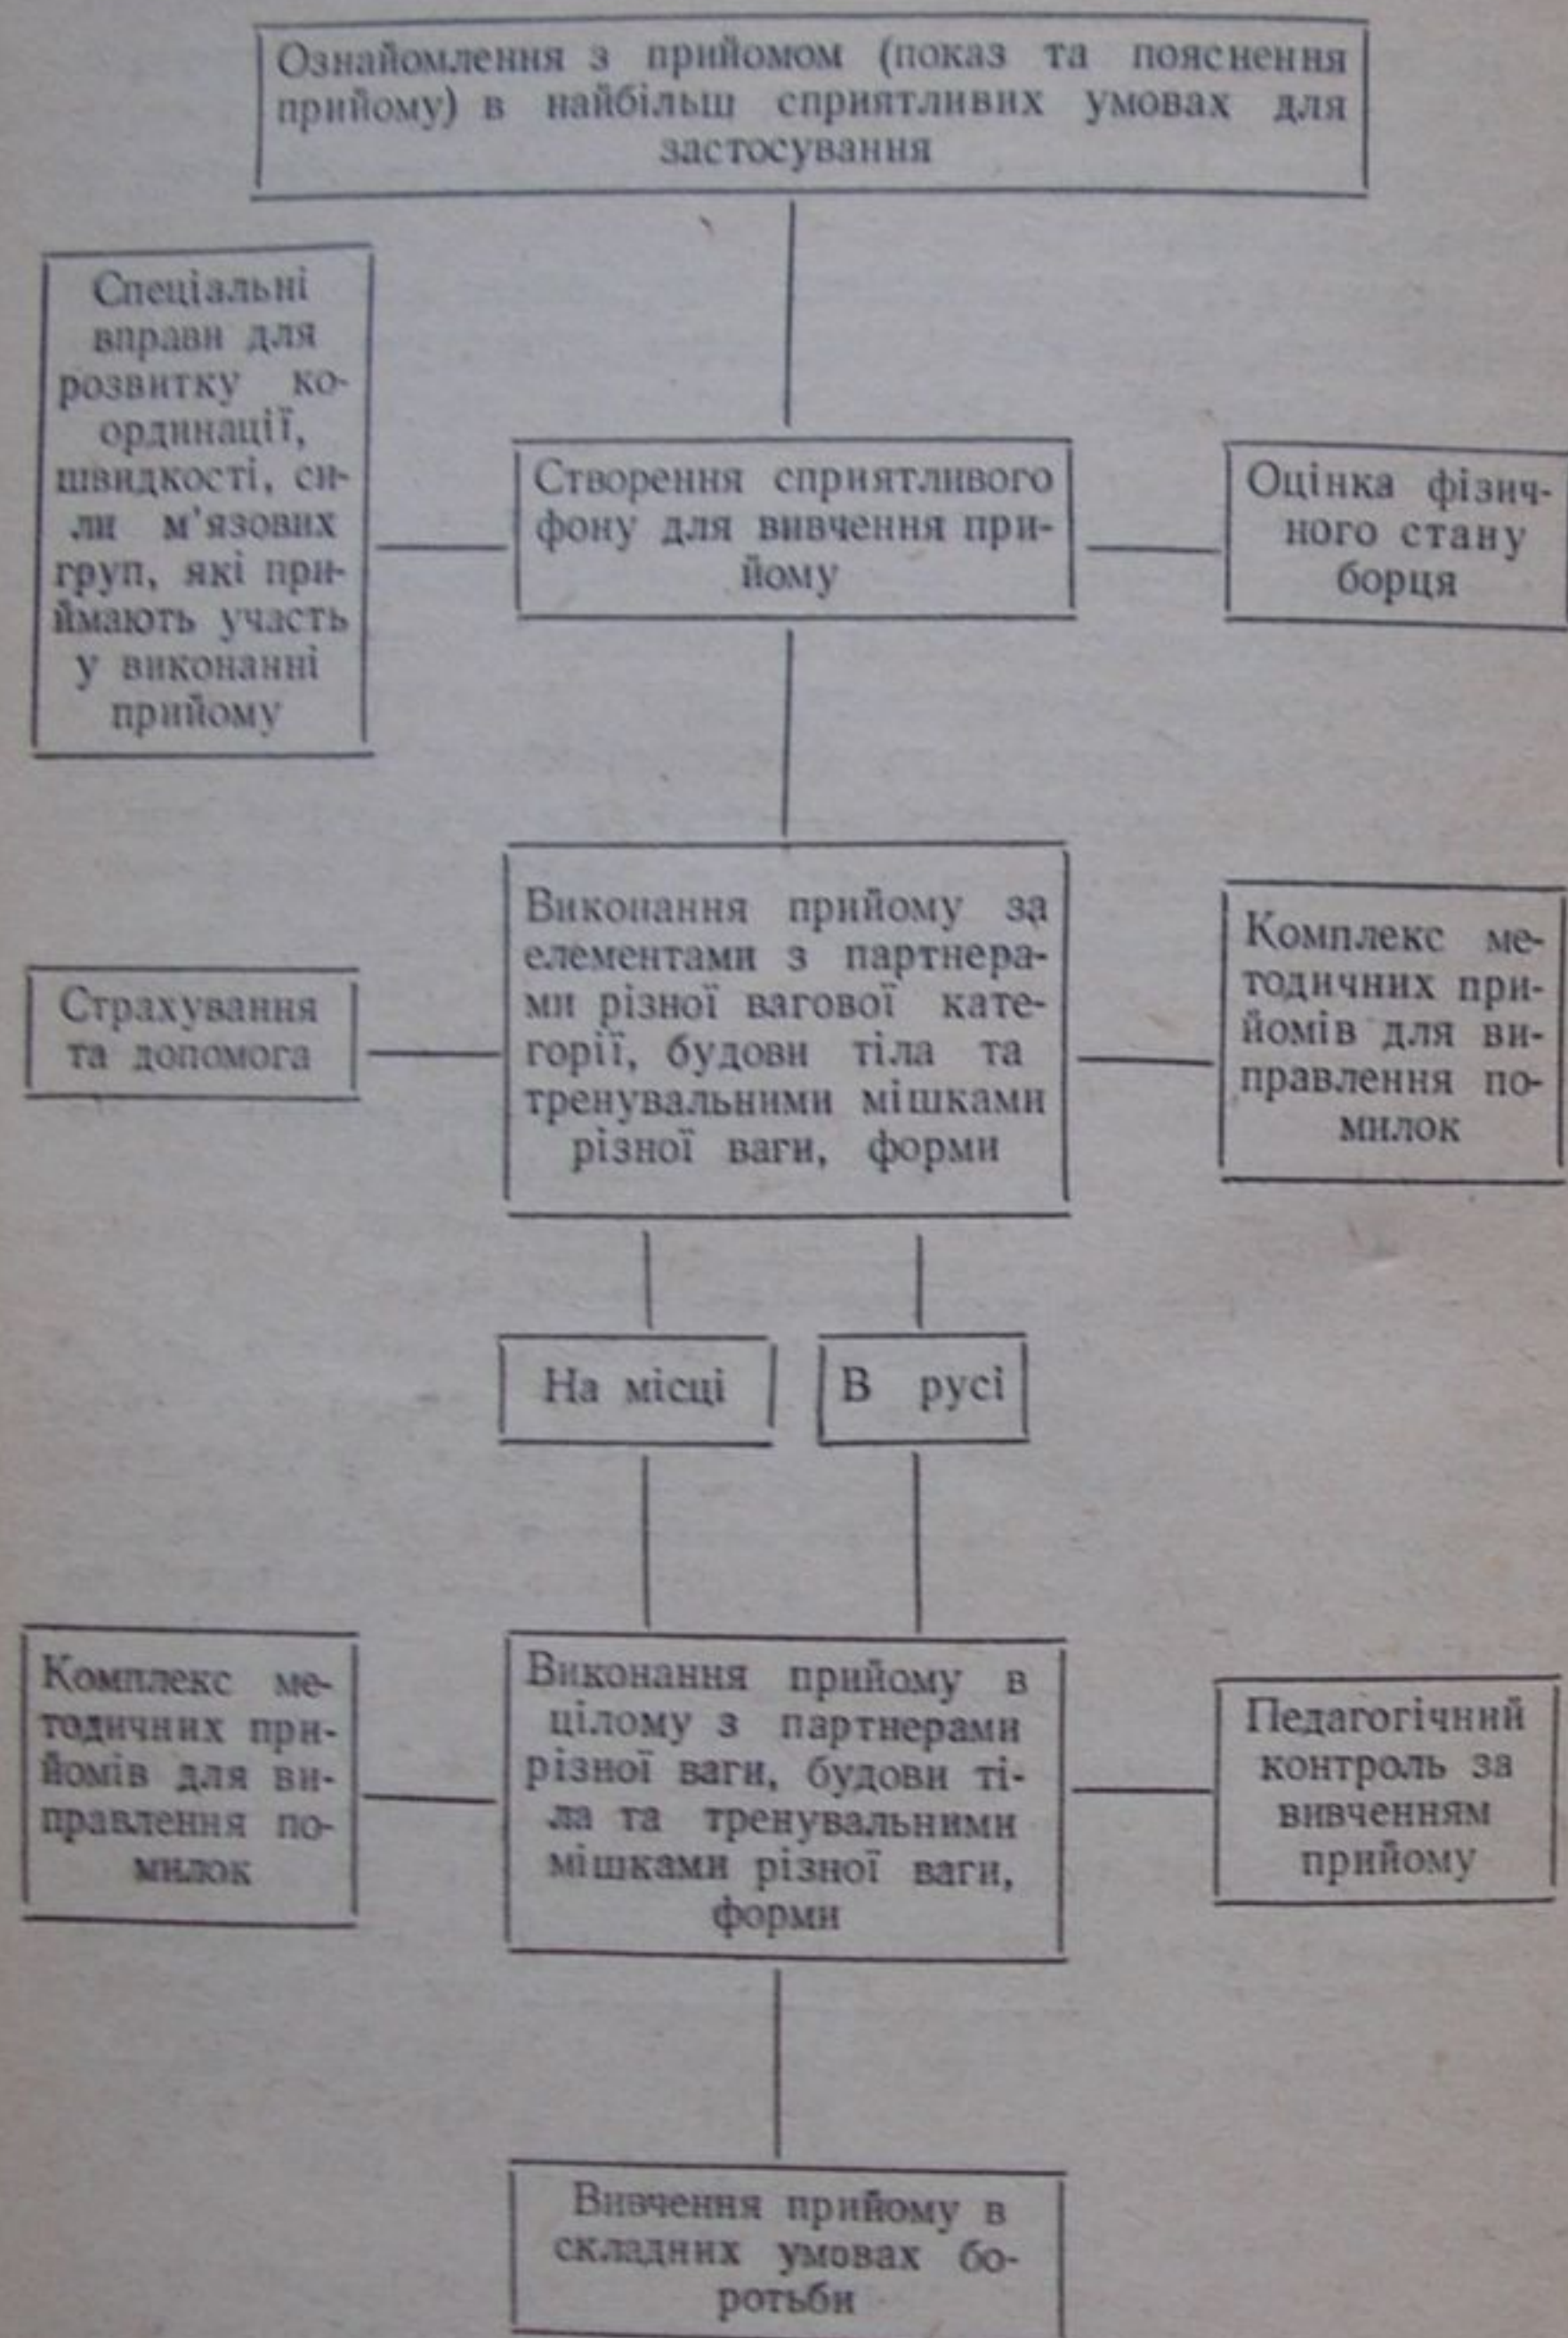 Ознайомлення з прийомом (показ та пояснення
прийому) в найбільш сприятливих умовах для
застосування
Спеціальні
вправи для
розвитку ко-
ординації,
швидкості, си-
ли м'язових
груп, які при-
ймають участь
у виконанні
прийому
Створення сприятливого
фону для вивчення при-
йому
Оцінка фізич-
ного стану
борця
Страхування
та допомога
Виконання прийому за
елементами з партнера-
ми різної вагової кате-
горії, будови тіла та
тренувальними мішками
різної ваги, форми
Комплекс ме-
тодичних при-
йомів для ви-
правлення по-
милок
На місці
В русі
Комплекс ме-
тодичних при-
йомів для ви-
правлення по-
милок
Виконання прийому в
цілому з партнерами
різної ваги, будови ті-
ла та тренувальними
мішками різної ваги,
форми
Педагогічний
контроль за
вивченням
прийому
Вивчення прийому в
складних умовах бо-
ротьби